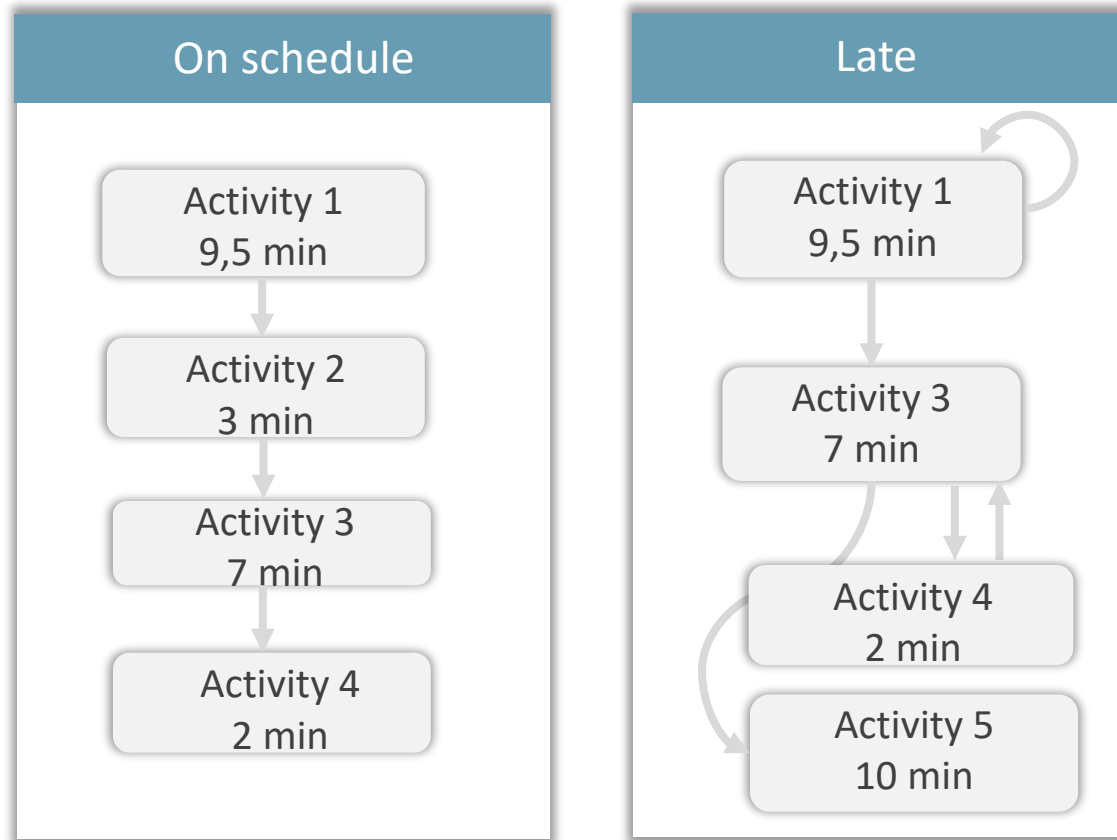 On schedule
Activity 1
9,5 min
Activity 2
3 min
Activity 3
7 min
Activity 4
2 min
Late
Activity 1
9,5 min
Activity 3
7 min
Activity 4
2 min
Activity 5
10 min